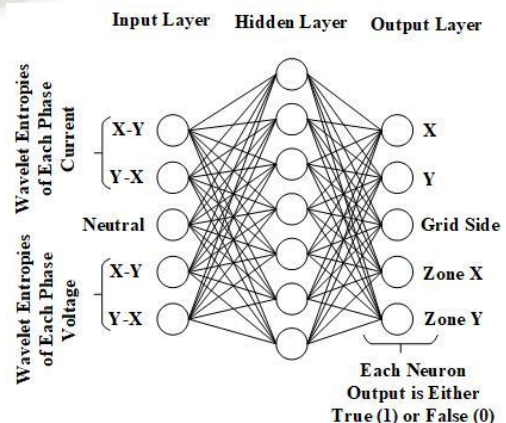 Input Layer Hidden Layer Output Layer
Wavelet Entropies
of Each Phase
Current
X-Y
Y-X
Neutral
Wavelet Entropies
of Each Phase
Voltage
X-Y
Y-X
X
Y
Grid Side
Zone X
Zone Y
Each Neuron
Output is Either
True (1) or False (0)